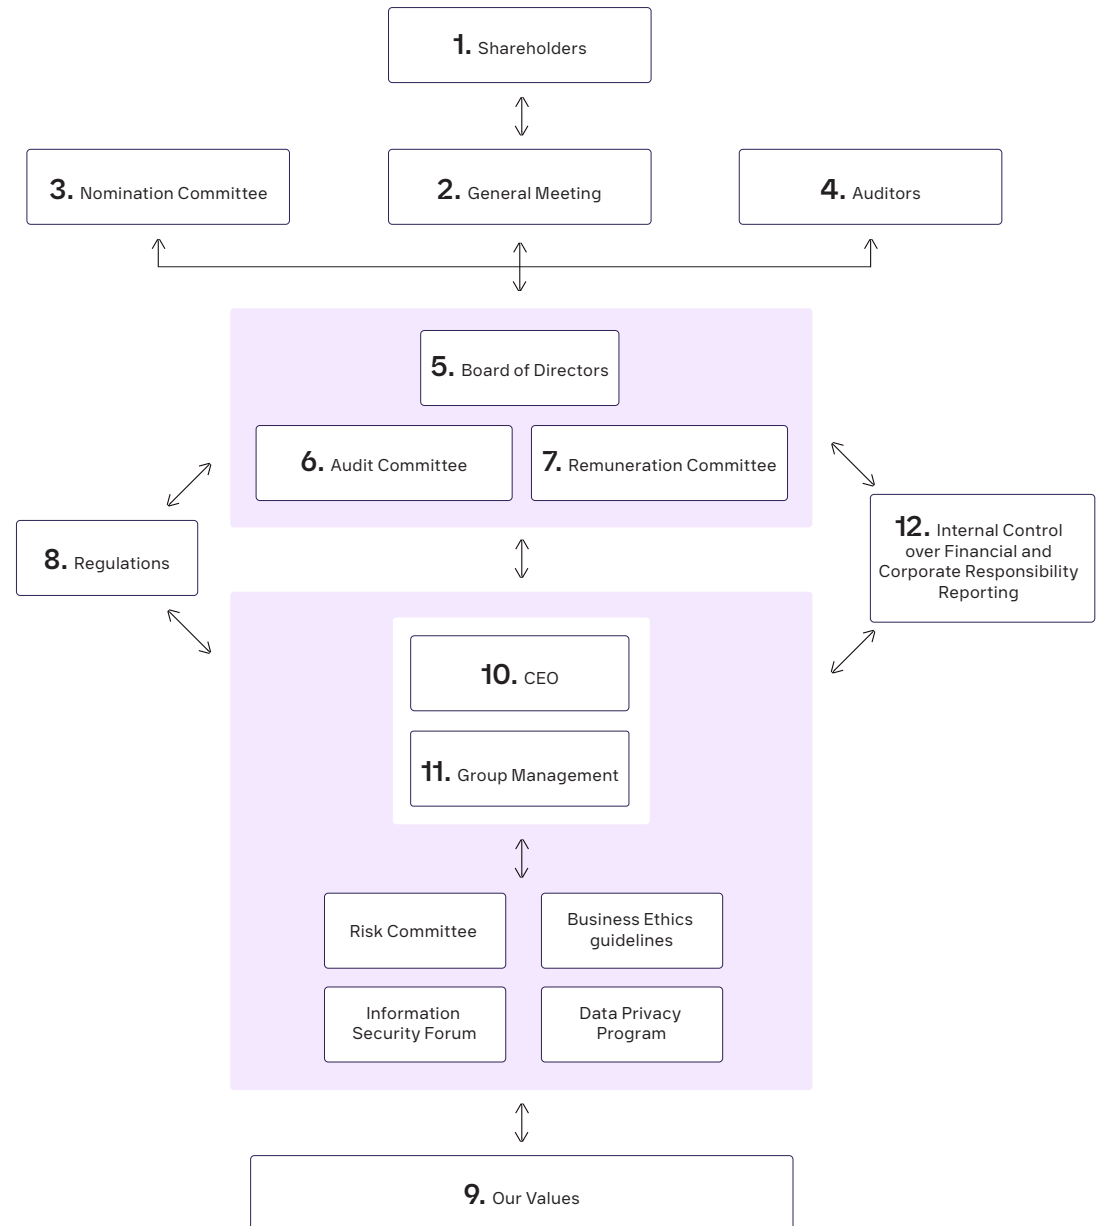 1. Shareholders
3. Nomination Committee
2. General Meeting
4. Auditors
5. Board of Directors
6. Audit Committee
7. Remuneration Committee
8. Regulations
12. Internal Control
over Financial and
Corporate Responsibility
Reporting
10. CEO
11. Group Management
Risk Committee
Business Ethics
guidelines
Information
Security Forum
Data Privacy
Program
9. Our Values